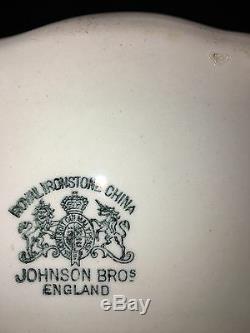 ROYAL IRONSTONE CHINA
JOHNSON BROS
ENGLAND